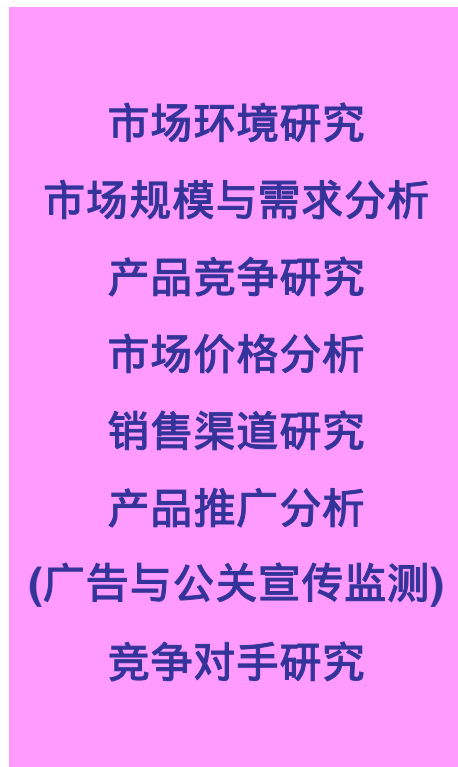 市场环境研究
市场规模与需求分析
产品竞争研究
市场价格分析
销售渠道研究
产品推广分析
(广告与公关宣传监测)
竞争对手研究